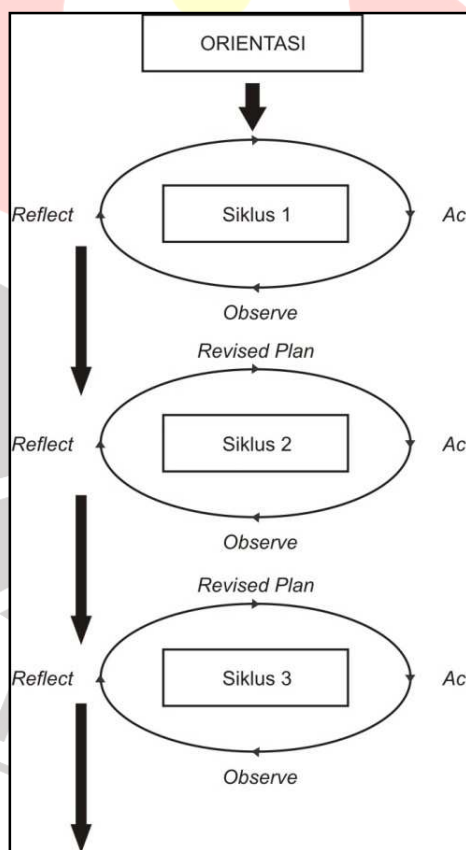 ORIENTASI
Reflect
Siklus 1
Ac
Observe
Revised Plan
Reflect
Siklus 2
Ac
Observe
Revised Plan
Reflect
Siklus 3
Ac
Observe